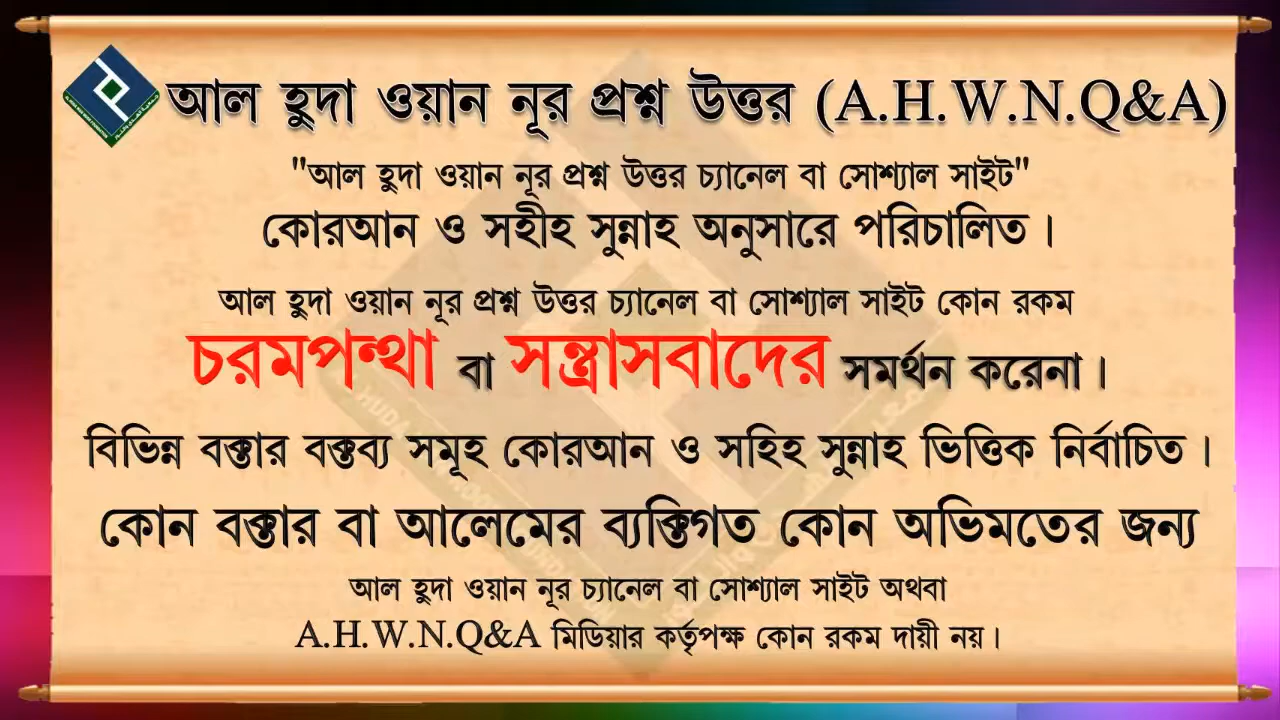 আল হুদা ওয়ান নূর প্রশ্ন উত্তর (A.H.W.N.Q&A)
"আল হুদা ওয়ান নূর প্রশ্ন উত্তর চ্যানেল বা সোশ্যাল সাইট"
কোরআন ও সহীহ সুন্নাহ অনুসারে পরিচালিত।
আল হুদা ওয়ান নূর প্রশ্ন উত্তর চ্যানেল বা সোশ্যাল সাইট কোন রকম
চরমপন্থা বা সন্ত্রাসবাদের সমর্থন করেনা।
বিভিন্ন বক্তার বক্তব্য সমূহ কোরআন ও সহিহ সুন্নাহ ভিত্তিক নির্বাচিত।
কোন বক্তার বা আলেমের ব্যক্তিগত কোন অভিমতের জন্য
আল হুদা ওয়ান নূর চ্যানেল বা সোশ্যাল সাইট অথবা
A.H.W.N.Q&A মিডিয়ার কর্তৃপক্ষ কোন রকম দায়ী নয়।